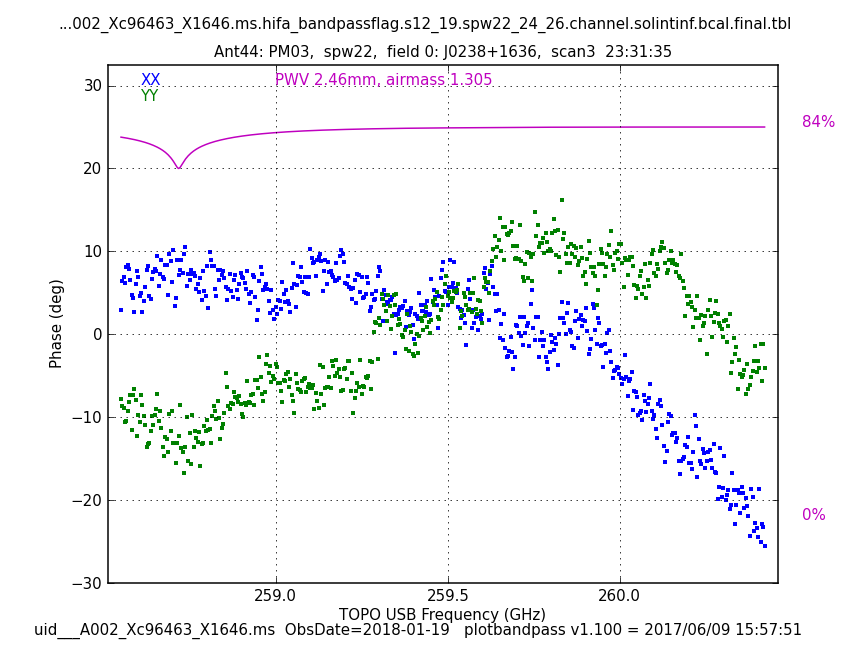 ...002_Xc96463_X1646.ms.hifa_bandpassflag.s12_19.spw22_24_26.channel.solintinf.bcal.final.tbl
Ant44: PM03, spw22, field 0: J0238+1636, scan3 23:31:35
XX
PWV 2.46mm, airmass 1.305
YY
84%
0%
30
20
10
0
−10
−20
−30
Phase (deg)
259.0
259.5
260.0
TOPO USB Frequency (GHz)
uid___A002_Xc96463_X1646.ms ObsDate=2018-01-19 plotbandpass v1.100 = 2017/06/09 15:57:51